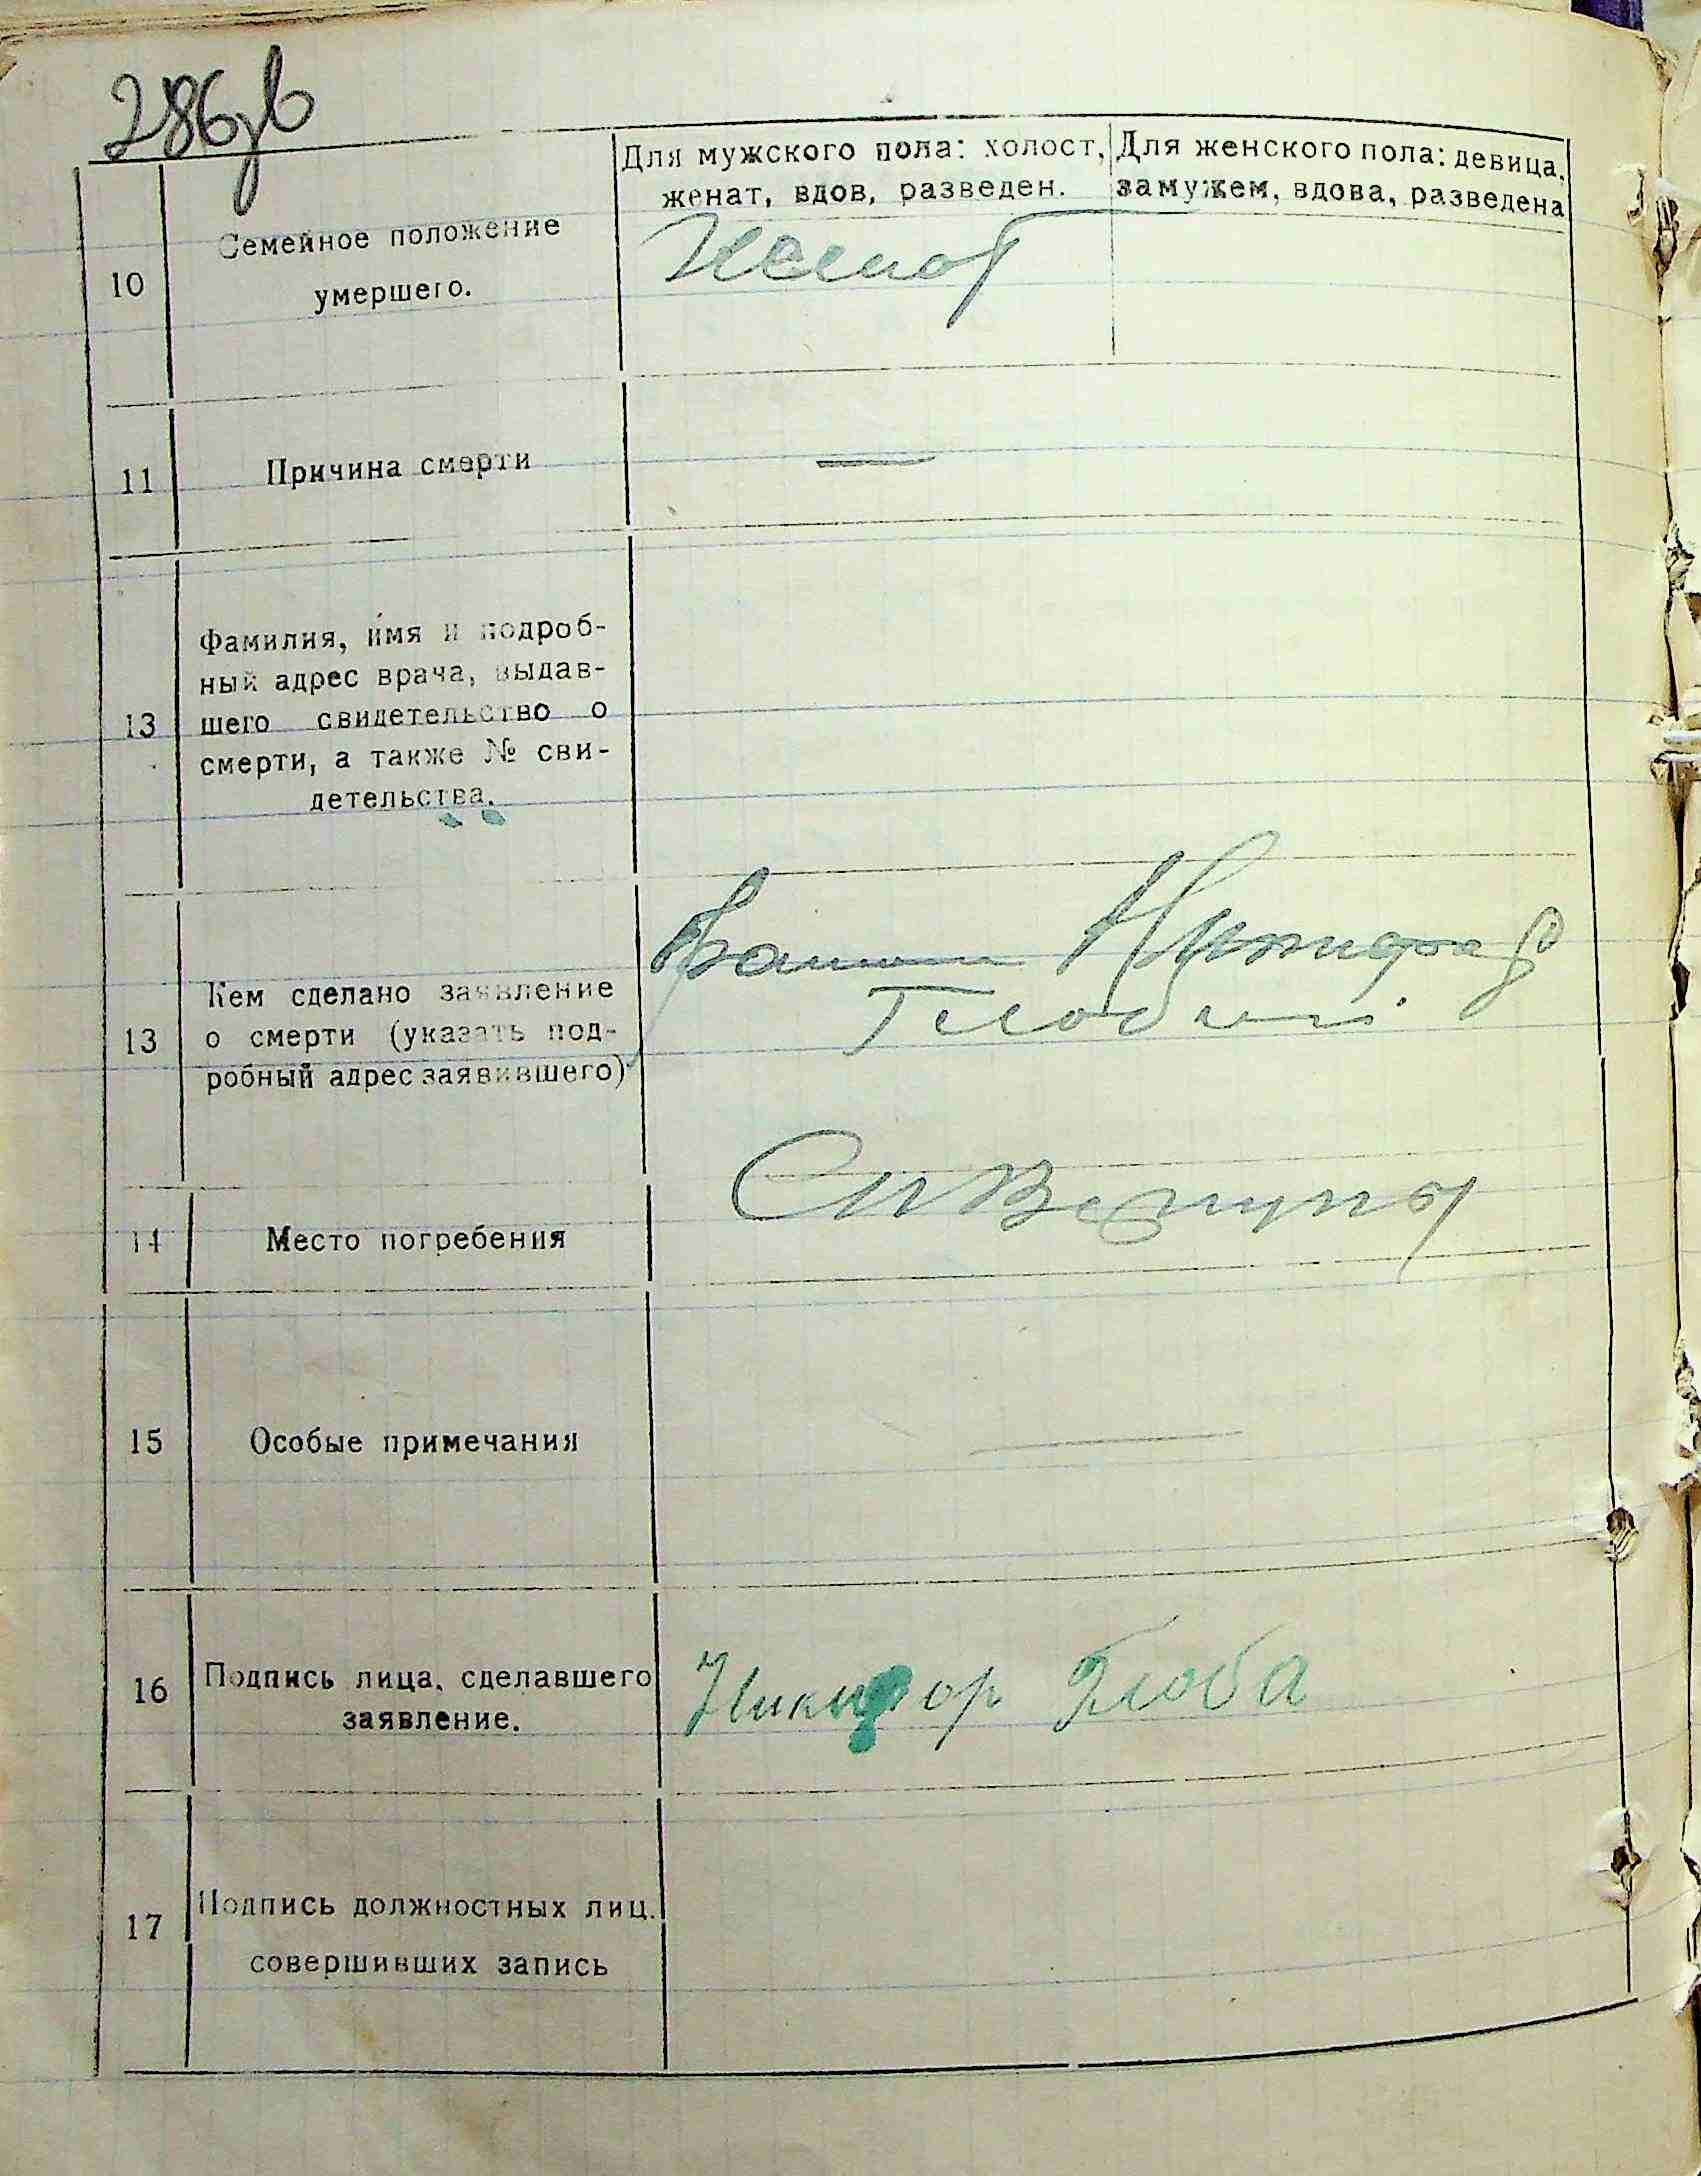 286
Для мужского пола: холост,
женат, вдов, разведен.
Для женского пола: девица,
замужем, вдова, разведена
10
Семейное положение
умершего.
11
Причина смерти
—
13
Фамилия, имя и подроб-
ный адрес врача, выдав-
шего свидетельство о
смерти, а также № сви-
детельства.
13
Кем сделано заявление
о смерти (указать под-
робный адрес заявившего)
14
Место погребения
15
Особые примечания
—
16
Подпись лица, сделавшего
заявление.
Никифор Глоба
17
Подпись должностных лиц.
совершивших запись